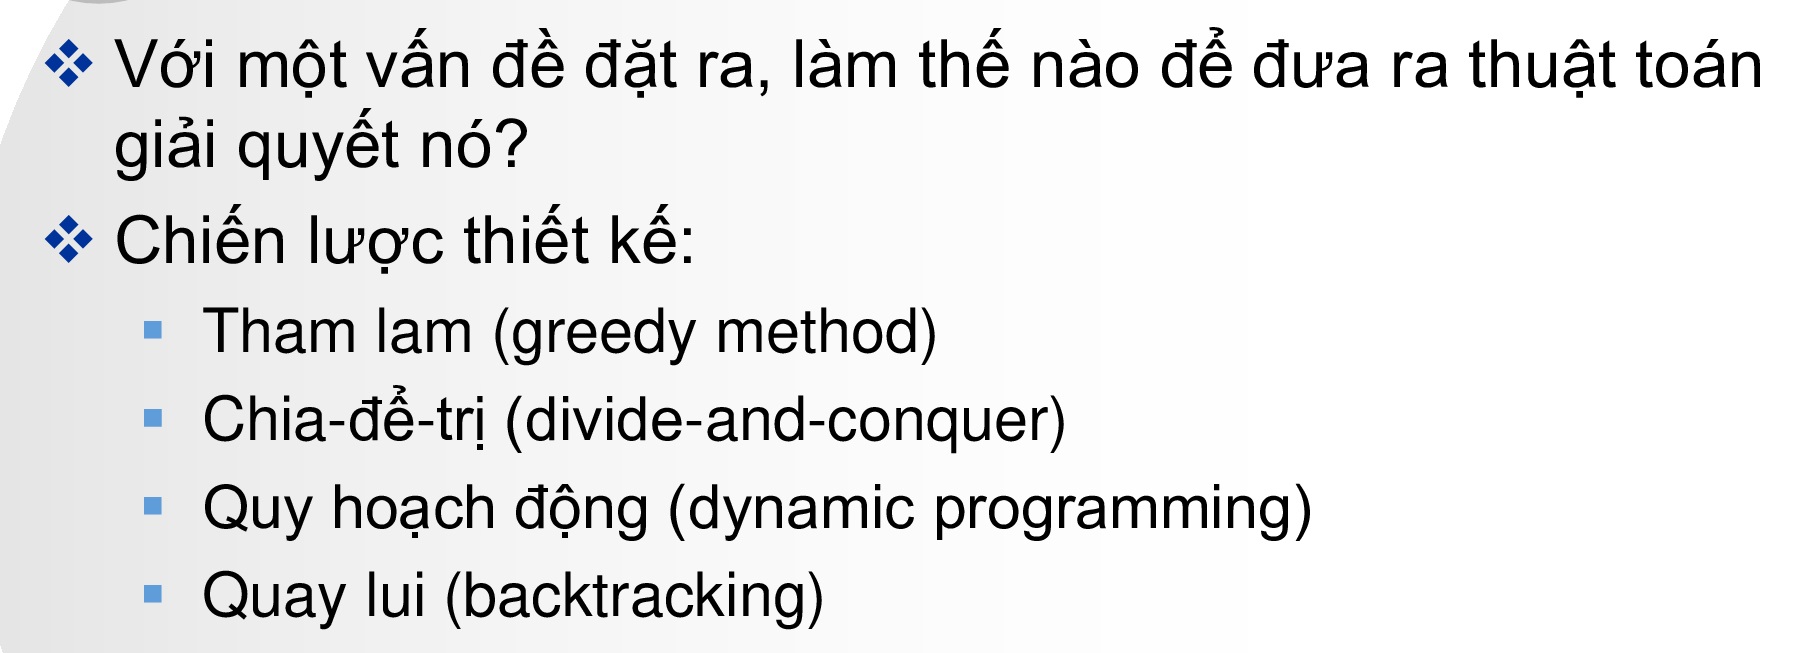 Với một vấn đề đặt ra, làm thế nào để đưa ra thuật toán
giải quyết nó?
Chiến lược thiết kế:
Tham lam (greedy method)
Chia-để-trị (divide-and-conquer)
Quy hoạch động (dynamic programming)
Quay lui (backtracking)